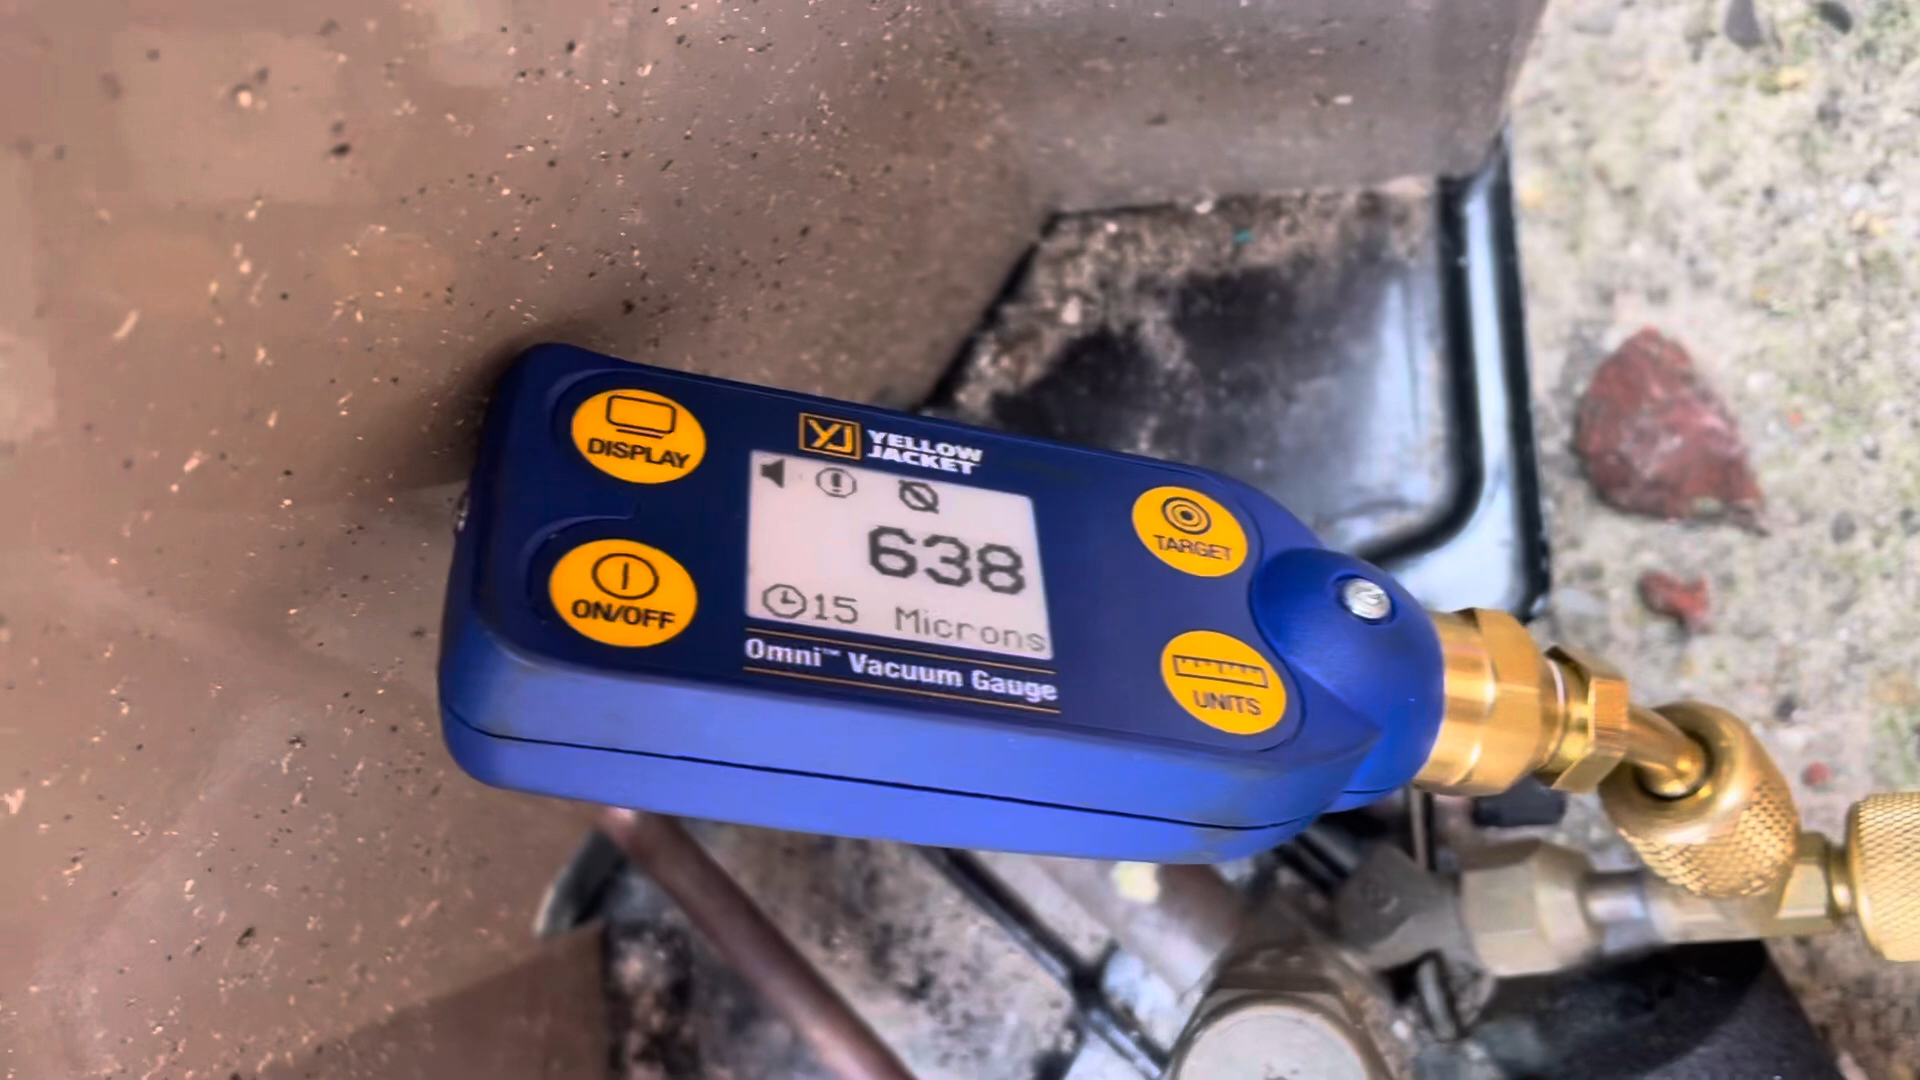 DISPLAY
ON/OFF
YJ YELLOW
JACKET
638
15 Microns
Omni™ Vacuum Gauge
TARGET
UNITS